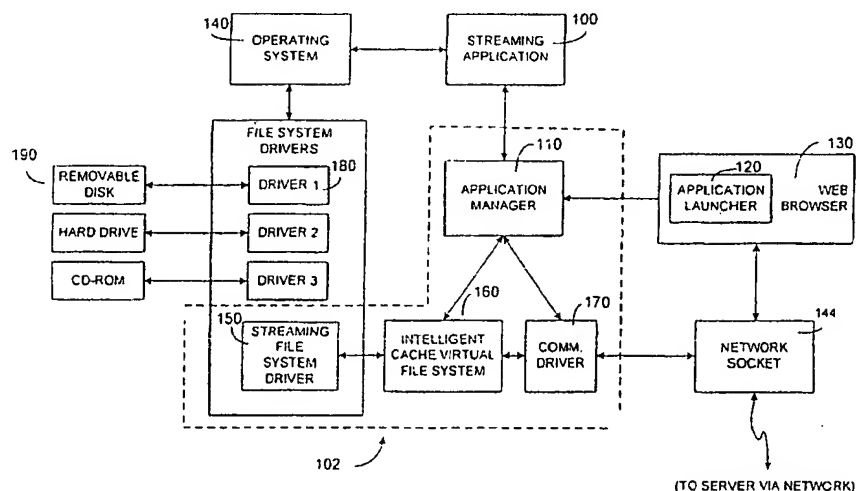 140
OPERATING
SYSTEM
100
STREAMING
APPLICATION
FILE SYSTEM
DRIVERS
190
REMOVABLE
DISK
DRIVER 1
180
110
APPLICATION
MANAGER
130
120
APPLICATION
LAUNCHER
WEB
BROWSER
HARD DRIVE
DRIVER 2
CD-ROM
DRIVER 3
150
STREAMING
FILE
SYSTEM
DRIVER
160
INTELLIGENT
CACHE VIRTUAL
FILE SYSTEM
170
COMM.
DRIVER
144
NETWORK
SOCKET
102
(TO SERVER VIA NETWORK)